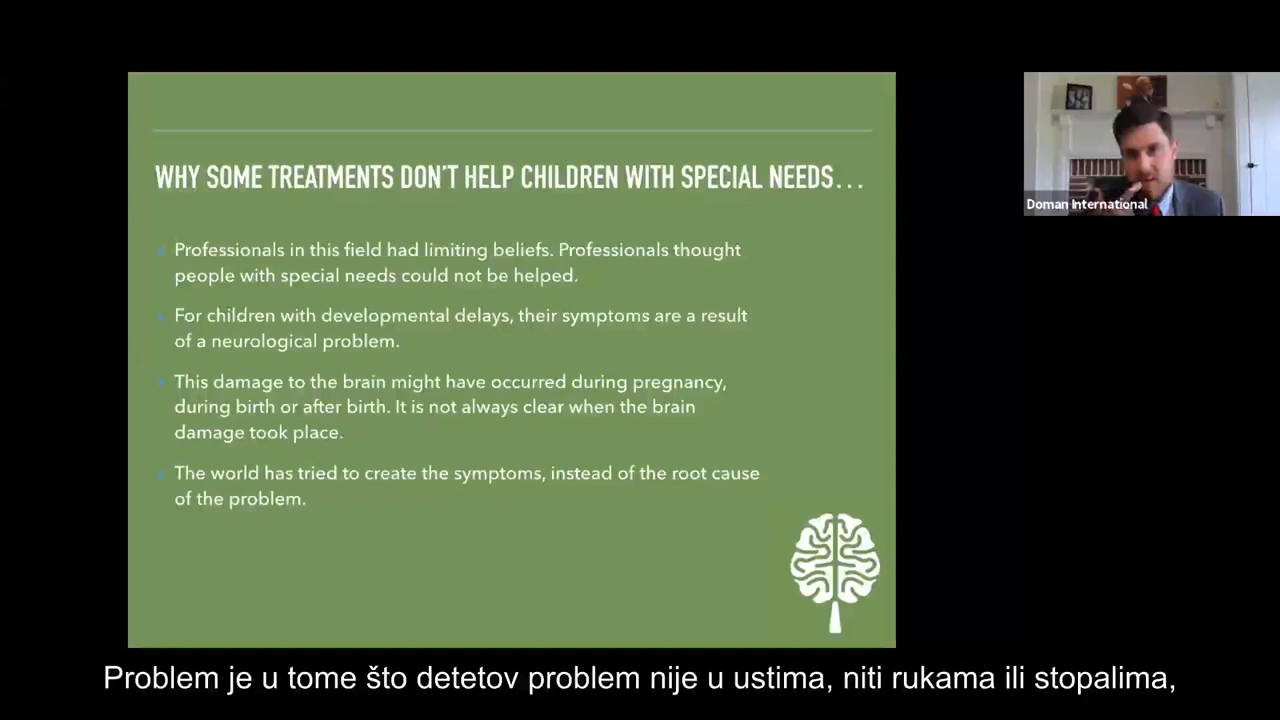 WHY SOME TREATMENTS DON'T HELP CHILDREN WITH SPECIAL NEEDS...
Professionals in this field had limiting beliefs. Professionals thought
people with special needs could not be helped.
For children with developmental delays, their symptoms are a result
of a neurological problem.
This damage to the brain might have occurred during pregnancy,
during birth or after birth. It is not always clear when the brain
damage took place.
The world has tried to create the symptoms, instead of the root cause
of the problem.
Doman International
Problem je u tome što detetov problem nije u ustima, niti rukama ili stopalima,